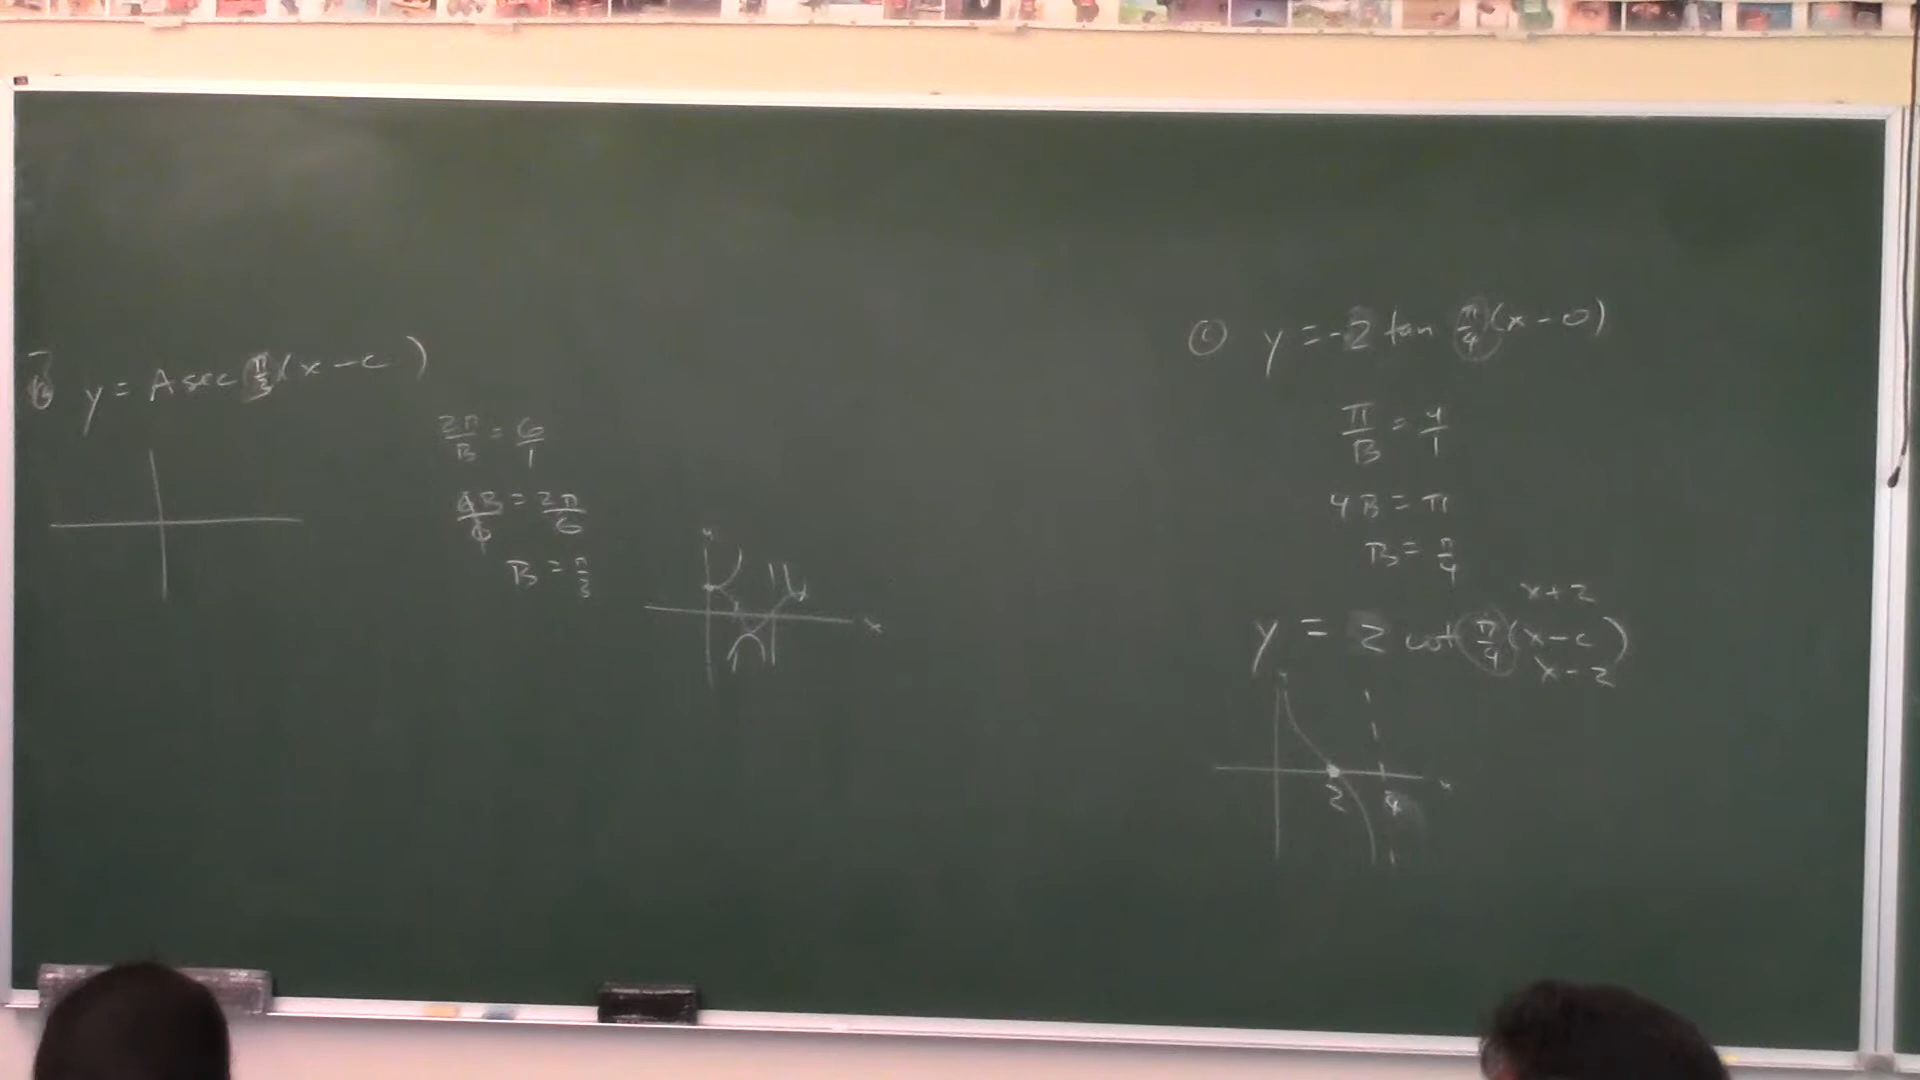 y = A sec π/3 (x - c)
2π/B = 6/1
6B/6 = 2π/6
B = π/3
x
c y = -2 tan π/4 (x - 0)
π/B = 4/1
4B = π
B = π/4
x + 2
y = 2 cot π/4 (x - c)
x - 2
x
2 4